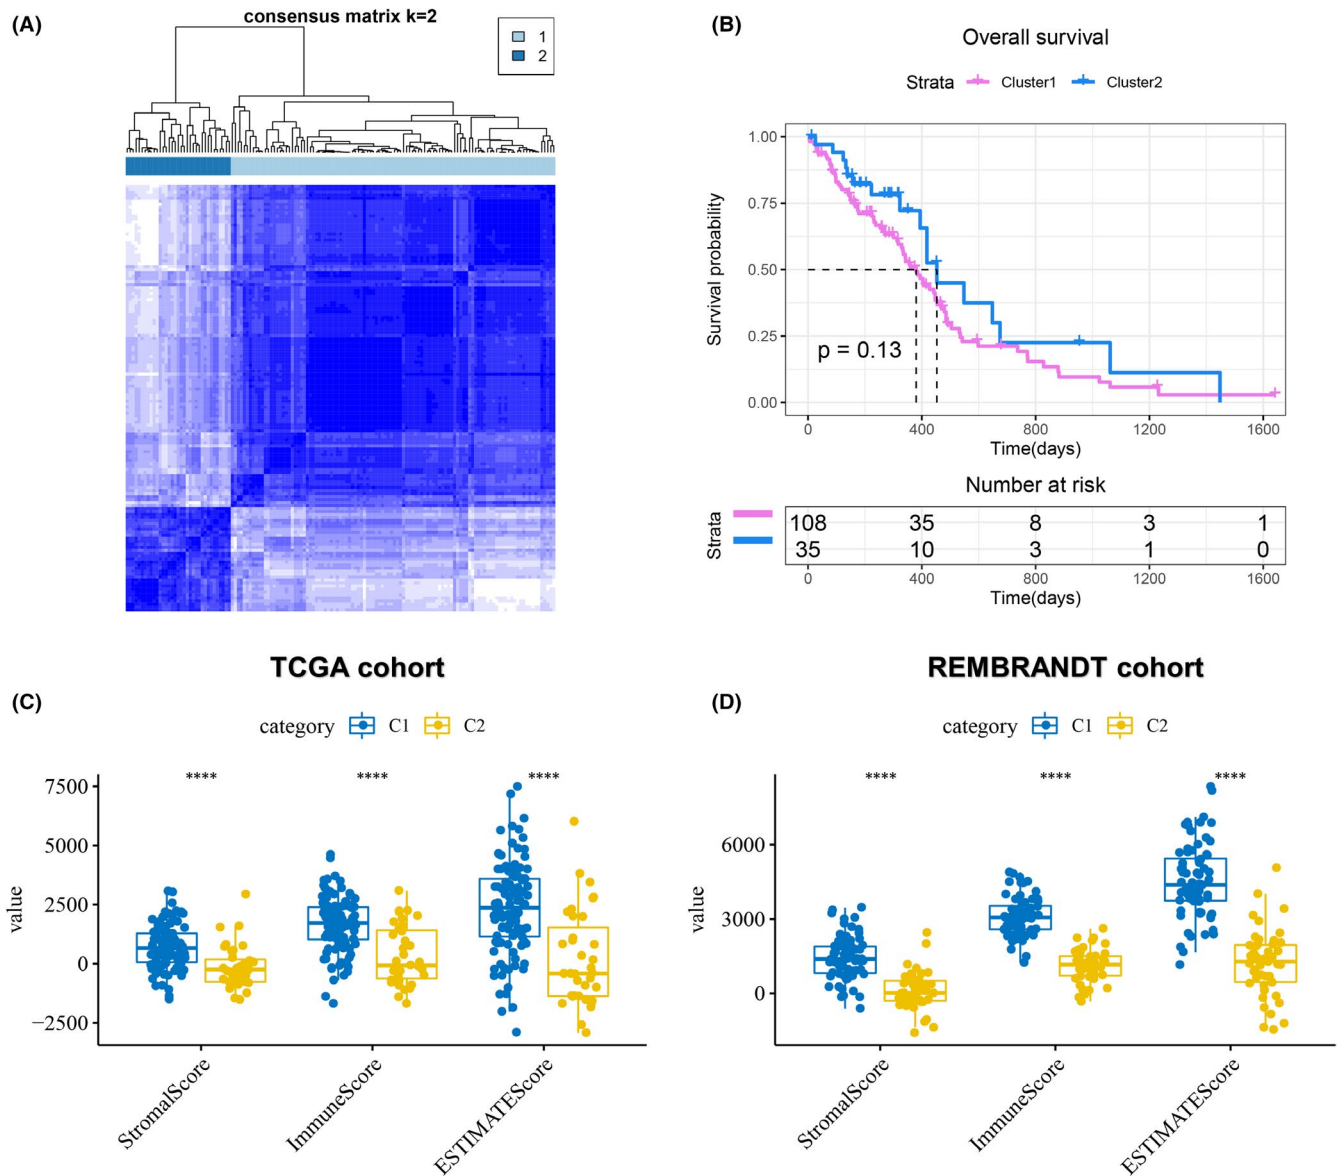 (A)
consensus matrix k=2
1
2
(B)
Overall survival
Strata Cluster1 Cluster2
Survival probability
1.00
0.75
0.50
0.25
0.00
p = 0.13
0 400 800 1200 1600
Time(days)
Number at risk
Strata
108 35 8 3 1
35 10 3 1 0
0 400 800 1200 1600
Time(days)
TCGA cohort
(C)
category C1 C2
**** **** ****
value
7500
5000
2500
0
−2500
StromalScore
ImmuneScore
ESTIMATEScore
REMBRANDT cohort
(D)
category C1 C2
**** **** ****
value
6000
3000
0
StromalScore
ImmuneScore
ESTIMATEScore